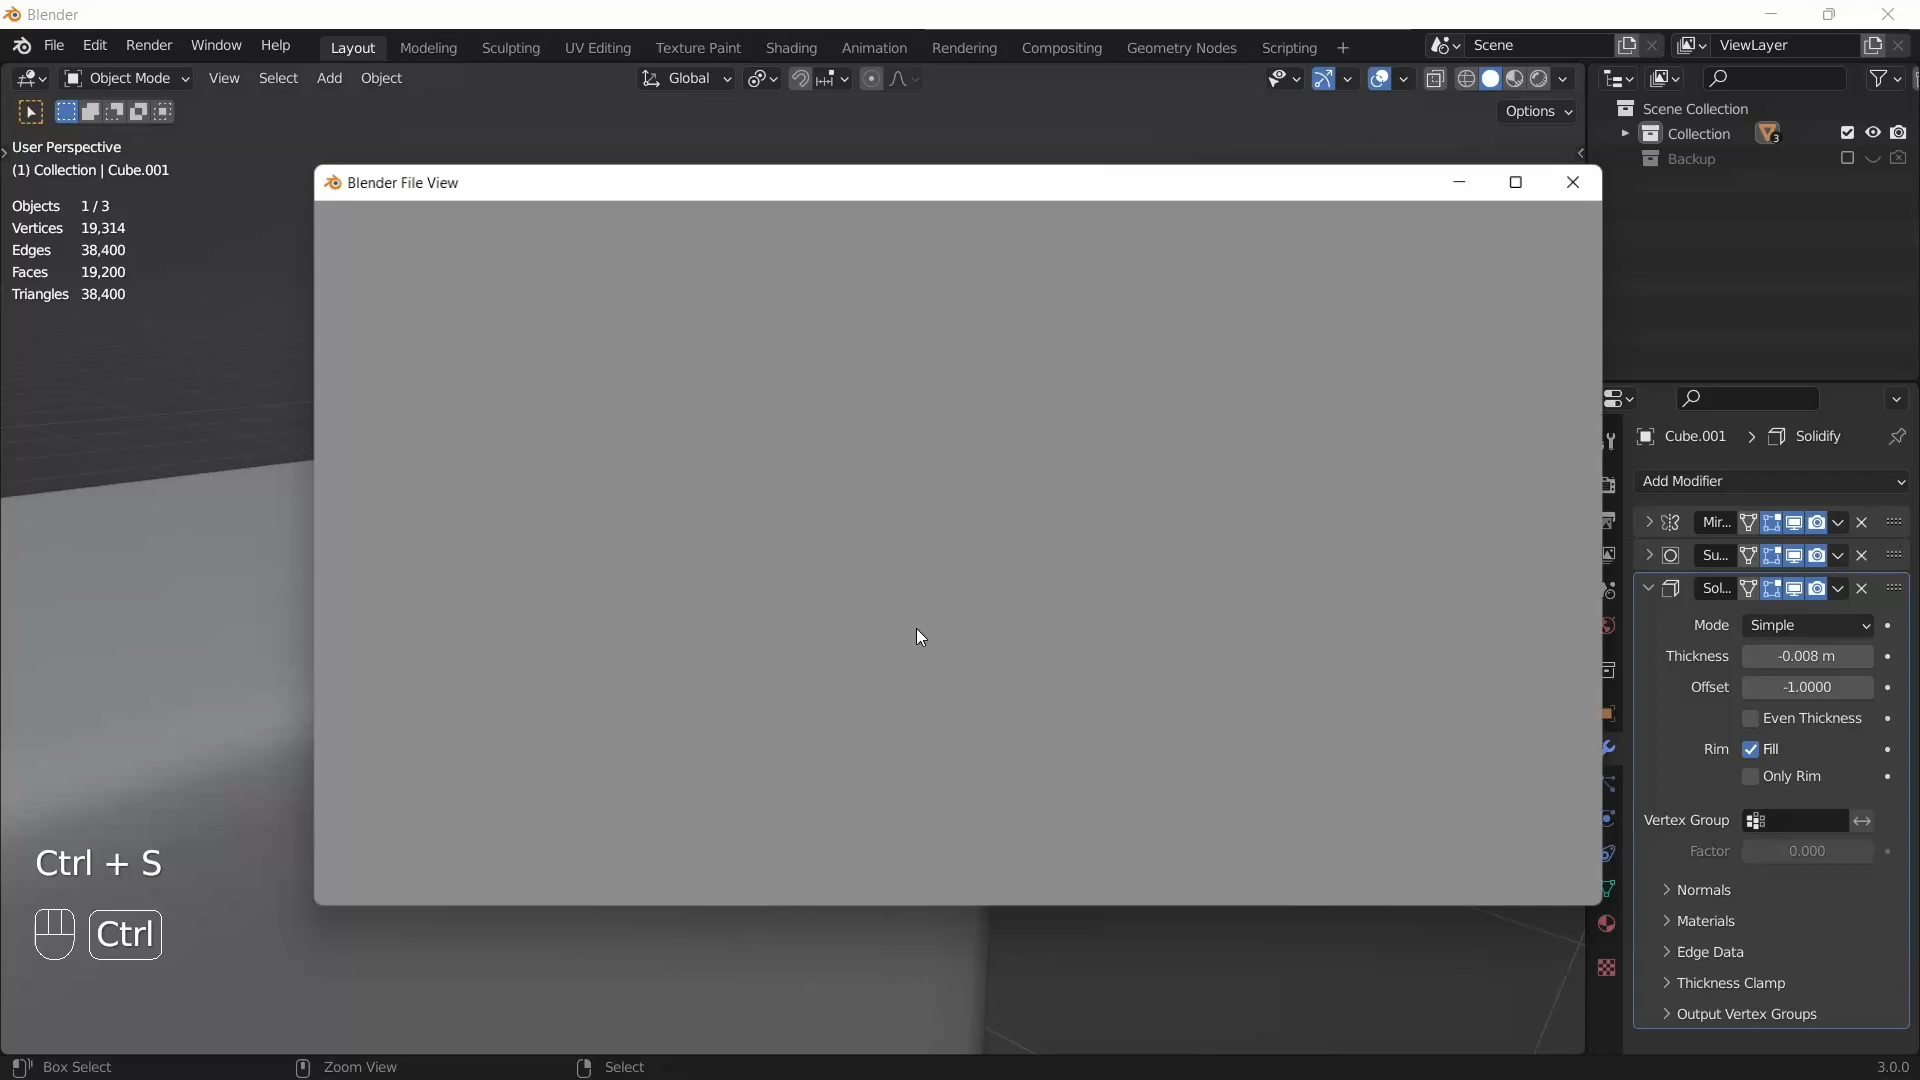 Blender
File Edit Render Window Help Layout Modeling Sculpting UV Editing Texture Paint Shading Animation Rendering Compositing Geometry Nodes Scripting + Scene ViewLayer
Object Mode View Select Add Object Global
Options
User Perspective
(1) Collection | Cube.001
Objects 1 / 3
Vertices 19,314
Edges 38,400
Faces 19,200
Triangles 38,400
Scene Collection
Collection 3
Backup
Blender File View
Cube.001 > Solidify
Add Modifier
Mir...
Su...
Sol...
Mode Simple
Thickness -0.008 m
Offset -1.0000
Even Thickness
Rim Fill
Only Rim
Vertex Group
Factor 0.000
Normals
Materials
Edge Data
Thickness Clamp
Output Vertex Groups
Ctrl + S
Ctrl
Box Select Zoom View Select 3.0.0